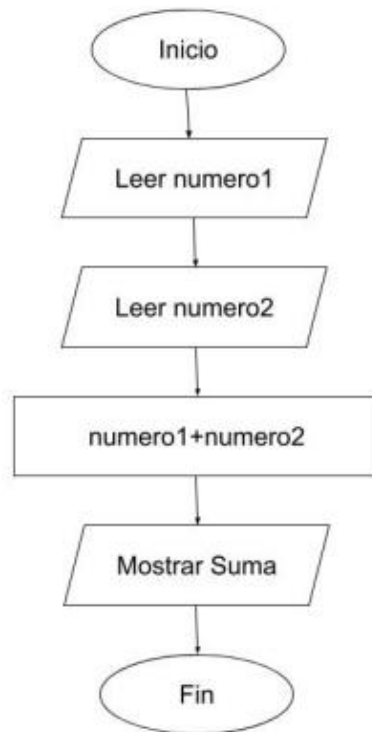 Inicio
Leer numero1
Leer numero2
numero1+numero2
Mostrar Suma
Fin